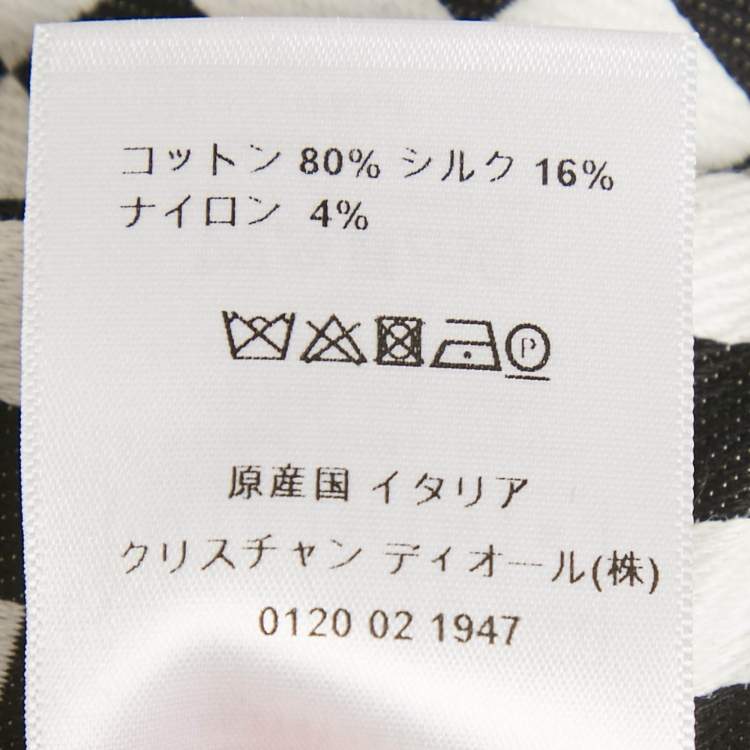 コットン 80% シルク 16%
ナイロン 4%
P
原産国 イタリア
クリスチャン ディオール(株)
0120 02 1947